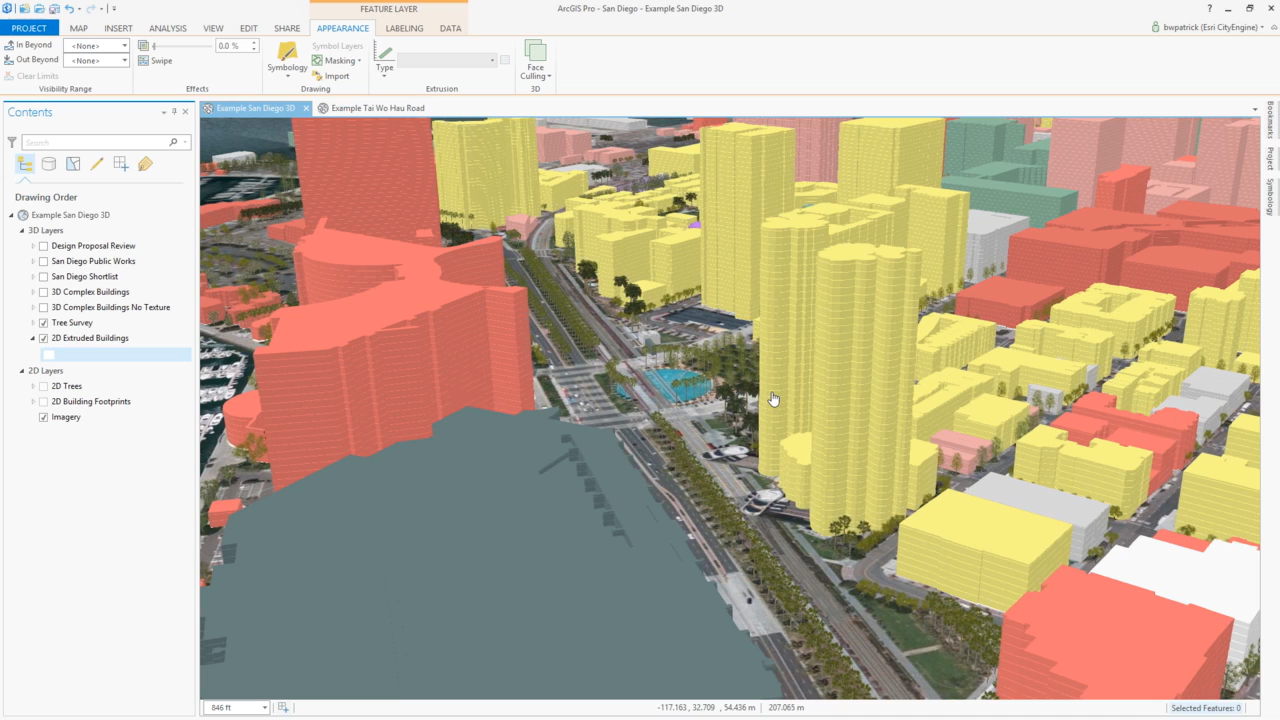 FEATURE LAYER
ArcGIS Pro - San Diego - Example San Diego 3D
PROJECT MAP INSERT ANALYSIS VIEW EDIT SHARE APPEARANCE LABELING DATA
bwpatrick (Esri CityEngine)
In Beyond <None>
Out Beyond <None>
Clear Limits
Visibility Range
0.0 %
Swipe
Effects
Symbology
Symbol Layers
Masking
Import
Drawing
Type
Extrusion
Face
Culling
3D
Contents
Search
Drawing Order
Example San Diego 3D
3D Layers
Design Proposal Review
San Diego Public Works
San Diego Shortlist
3D Complex Buildings
3D Complex Buildings No Texture
Tree Survey
2D Extruded Buildings
2D Layers
2D Trees
2D Building Footprints
Imagery
Example San Diego 3D
Example Tai Wo Hau Road
Bookmarks
Project
Symbology
846 ft
-117.163, 32.709 , 54.436 m | 207.065 m
Selected Features: 0